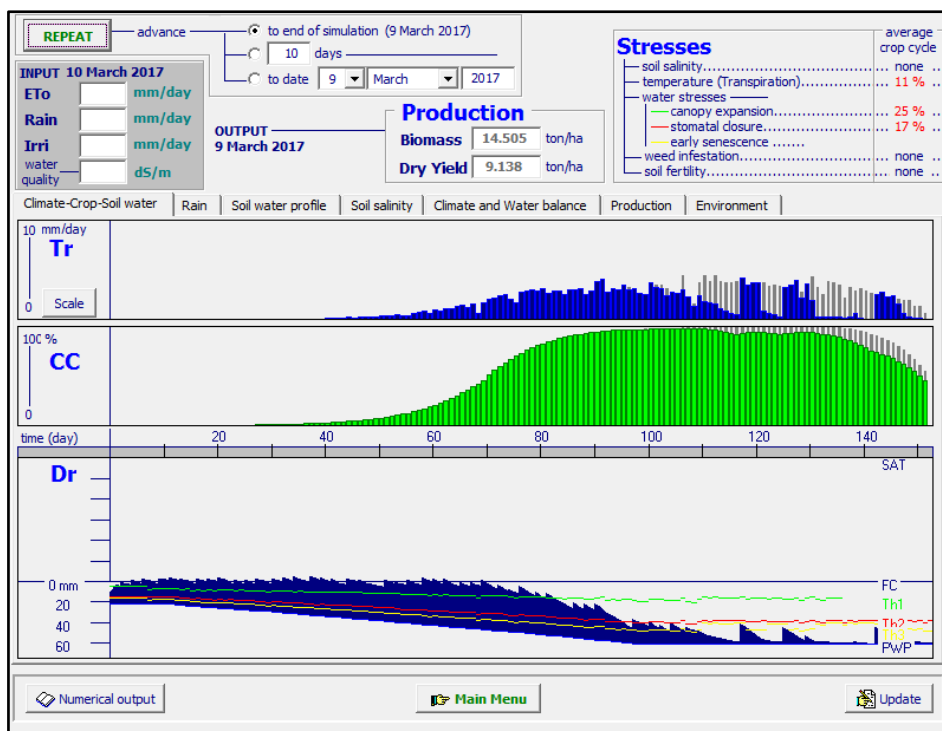 REPEAT
advance
to end of simulation (9 March 2017)
10 days
to date 9 March 2017
INPUT 10 March 2017
ETo mm/day
Rain mm/day
Irri mm/day
water quality dS/m
OUTPUT
9 March 2017
Production
Biomass 14.505 ton/ha
Dry Yield 9.138 ton/ha
Stresses
average
crop cycle
soil salinity none
temperature (Transpiration) 11 %
water stresses
canopy expansion 25 %
stomatal closure 17 %
early senescence
weed infestation none
soil fertility none
Climate-Crop-Soil water Rain Soil water profile Soil salinity Climate and Water balance Production Environment
10 mm/day
Tr
0
Scale
100 %
CC
0
time (day) 20 40 60 80 100 120 140
Dr
SAT
0 mm FC
20 Th1
40 Th2
Th3
60 PWP
Numerical output Main Menu Update